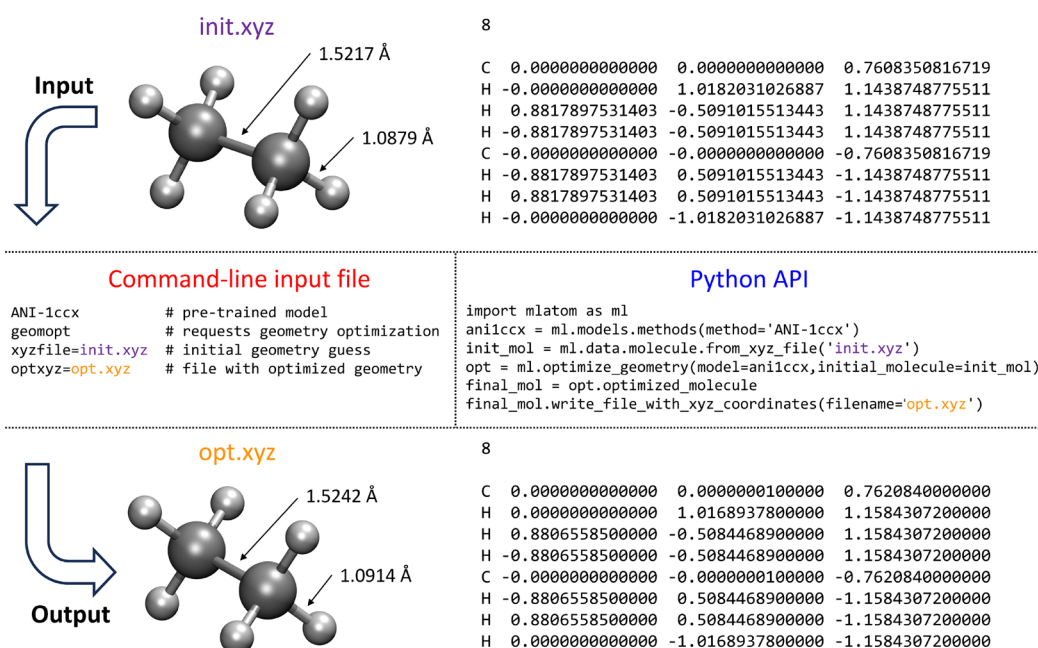 init.xyz
Input
1.5217 Å
1.0879 Å
8
C 0.0000000000000 0.0000000000000 0.7608350816719
H -0.0000000000000 1.0182031026887 1.1438748775511
H 0.8817897531403 -0.5091015513443 1.1438748775511
H -0.8817897531403 -0.5091015513443 1.1438748775511
C -0.0000000000000 -0.0000000000000 -0.7608350816719
H -0.8817897531403 0.5091015513443 -1.1438748775511
H 0.8817897531403 0.5091015513443 -1.1438748775511
H -0.0000000000000 -1.0182031026887 -1.1438748775511
Command-line input file
ANI-1ccx # pre-trained model
geomopt # requests geometry optimization
xyzfile=init.xyz # initial geometry guess
optxyz=opt.xyz # file with optimized geometry
Python API
import mlatom as ml
ani1ccx = ml.models.methods(method='ANI-1ccx')
init_mol = ml.data.molecule.from_xyz_file('init.xyz')
opt = ml.optimize_geometry(model=ani1ccx,initial_molecule=init_mol)
final_mol = opt.optimized_molecule
final_mol.write_file_with_xyz_coordinates(filename='opt.xyz')
opt.xyz
1.5242 Å
1.0914 Å
Output
8
C 0.0000000000000 0.0000000100000 0.7620840000000
H 0.0000000000000 1.0168937800000 1.1584307200000
H 0.8806558500000 -0.5084468900000 1.1584307200000
H -0.8806558500000 -0.5084468900000 1.1584307200000
C -0.0000000000000 -0.0000000100000 -0.7620840000000
H -0.8806558500000 0.5084468900000 -1.1584307200000
H 0.8806558500000 0.5084468900000 -1.1584307200000
H 0.0000000000000 -1.0168937800000 -1.1584307200000